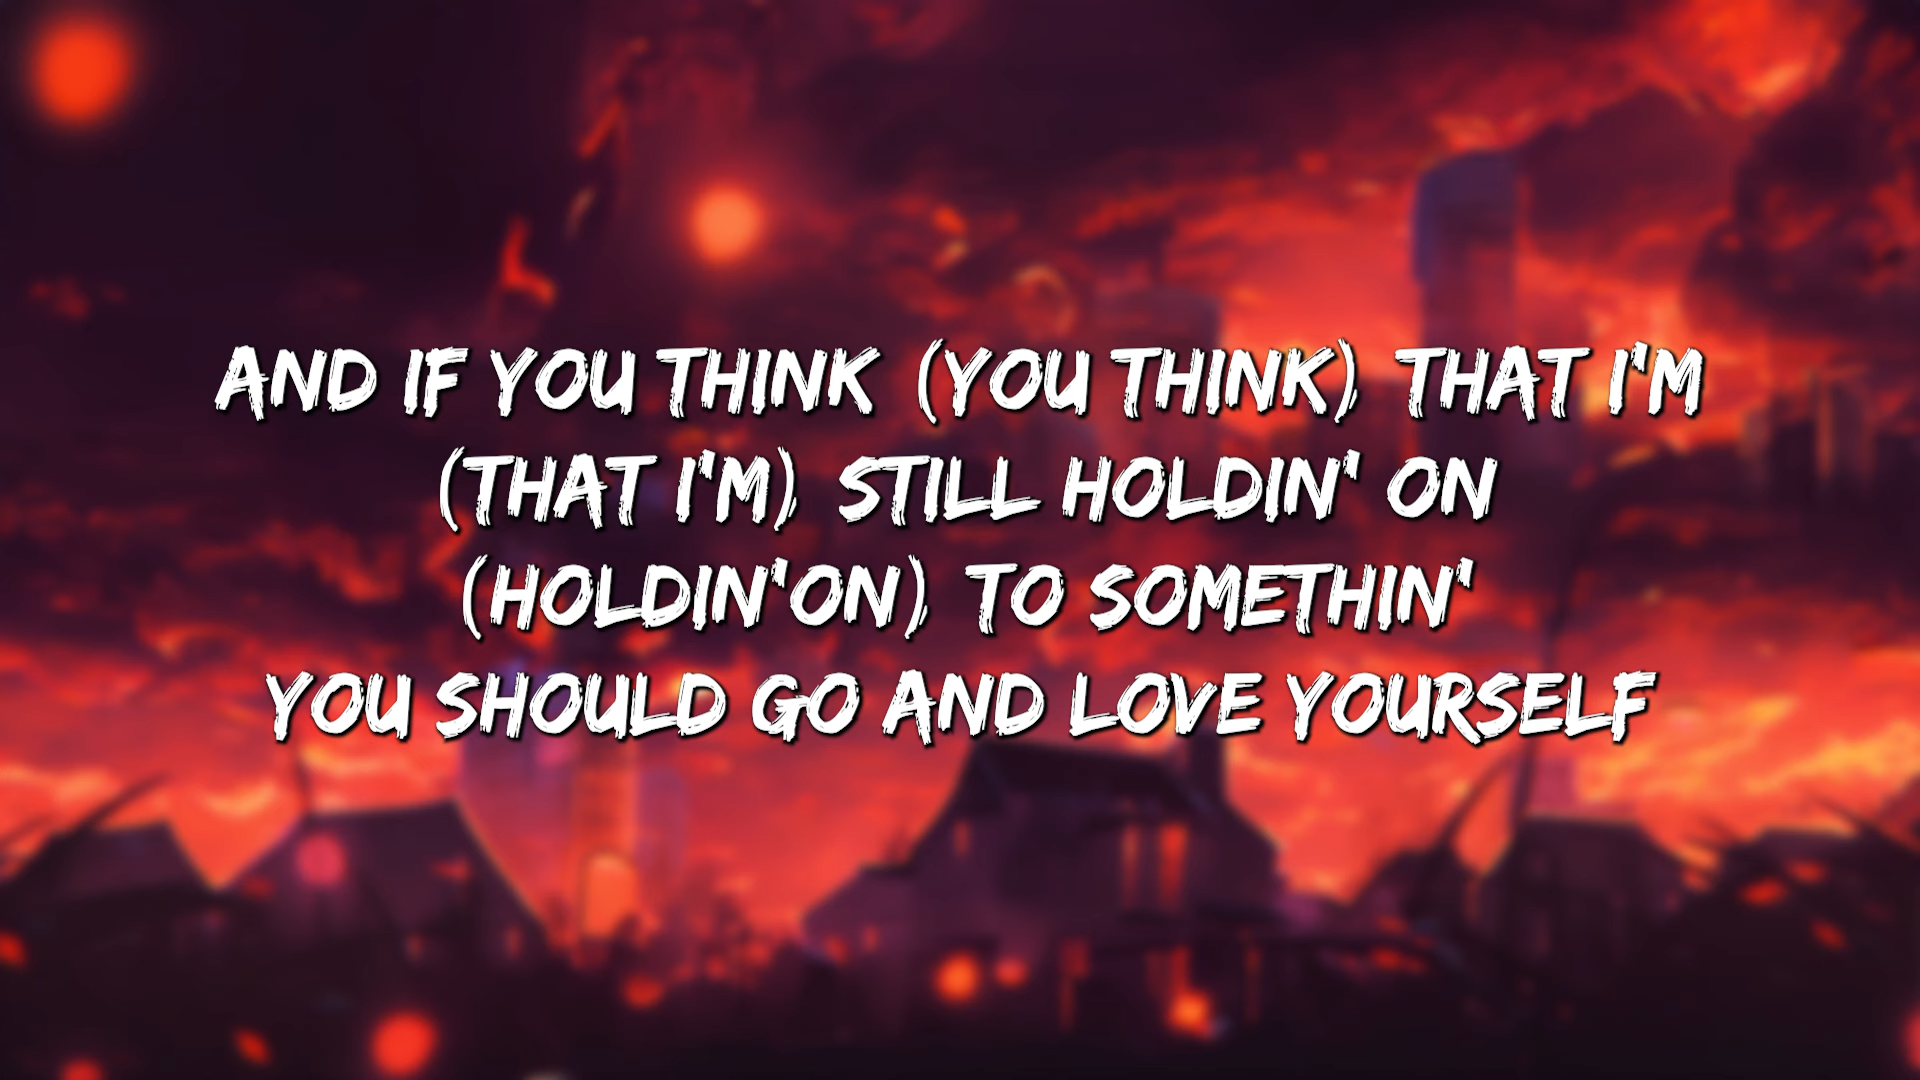 AND IF YOU THINK (YOU THINK) THAT I'M
(THAT I'M) STILL HOLDIN' ON
(HOLDIN'ON) TO SOMETHIN'
YOU SHOULD GO AND LOVE YOURSELF